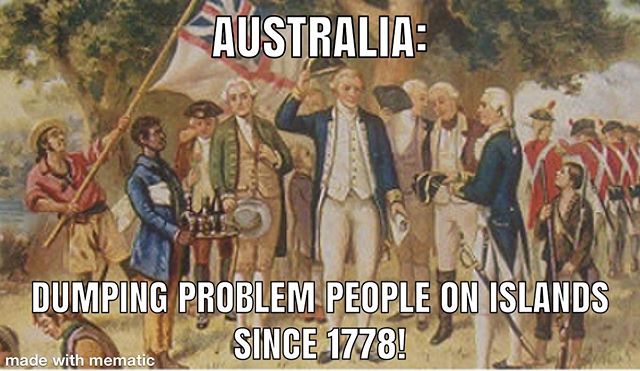 AUSTRALIA:
DUMPING PROBLEM PEOPLE ON ISLANDS
SINCE 1778!
made with mematic